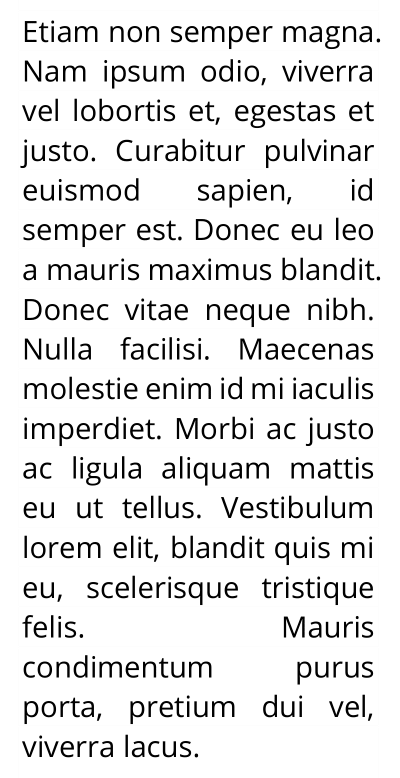 Etiam non semper magna.
Nam ipsum odio, viverra
vel lobortis et, egestas et
justo. Curabitur pulvinar
euismod sapien, id
semper est. Donec eu leo
a mauris maximus blandit.
Donec vitae neque nibh.
Nulla facilisi. Maecenas
molestie enim id mi iaculis
imperdiet. Morbi ac justo
ac ligula aliquam mattis
eu ut tellus. Vestibulum
lorem elit, blandit quis mi
eu, scelerisque tristique
felis. Mauris
condimentum purus
porta, pretium dui vel,
viverra lacus.